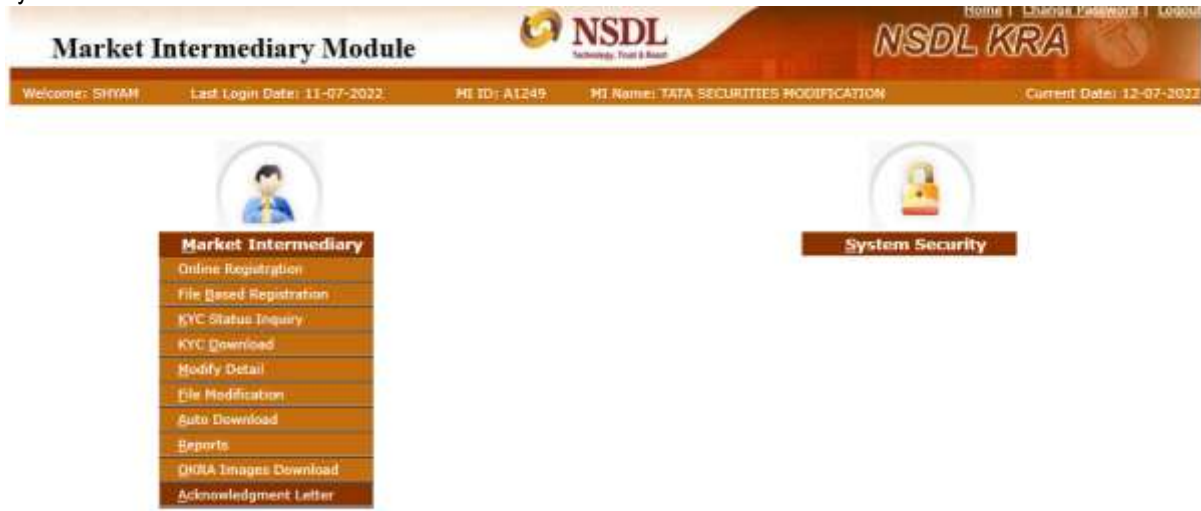 Home | Change Password | Logout
Market Intermediary Module
NSDL
Technology, Trust & Reach
NSDL KRA
Welcome: SHYAM Last Login Date: 11-07-2022 MI ID: A1249 MI Name: TATA SECURITIES MODIFICATION Current Date: 12-07-2022
Market Intermediary
System Security
Online Registration
File Based Registration
KYC Status Inquiry
KYC Download
Modify Detail
File Modification
Auto Download
Reports
OKRA Images Download
Acknowledgment Letter